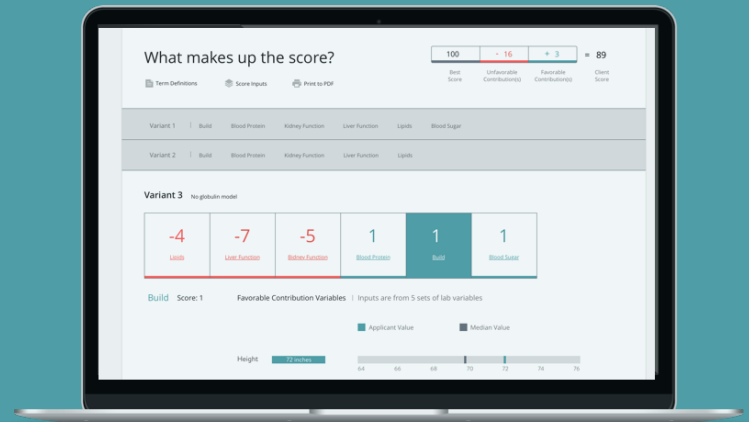 What makes up the score?
100 - 16 + 3 = 89
Best Score
Unfavorable Contribution(s)
Favorable Contribution(s)
Client Score
Term Definitions Score Inputs Print to PDF
Variant 1 | Build Blood Protein Kidney Function Liver Function Lipids Blood Sugar
Variant 2 | Build Blood Protein Kidney Function Liver Function Lipids
Variant 3 No globulin model
-4 -7 -5 1 1 1
Lipids Liver Function Kidney Function Blood Protein Build Blood Sugar
Build Score: 1 Favorable Contribution Variables | Inputs are from 5 sets of lab variables
Applicant Value Median Value
Height 72 inches
64 66 68 70 72 74 76